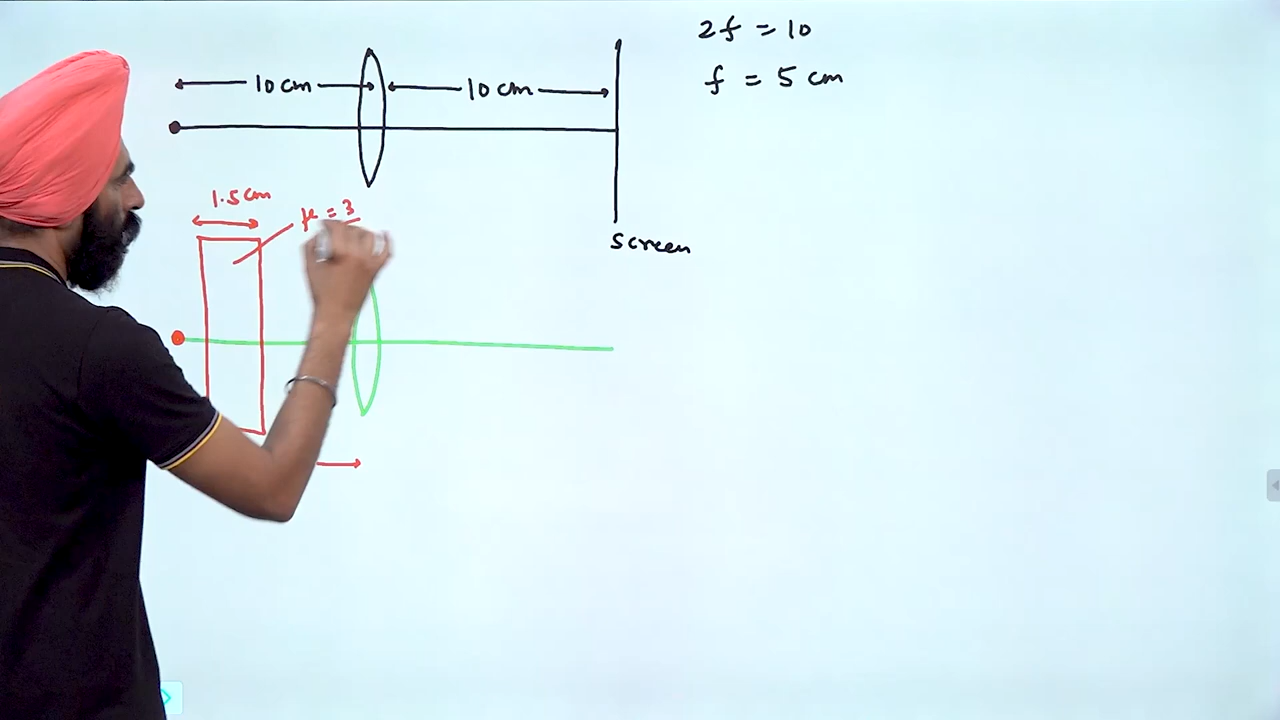 2f = 10
10 cm
10 cm
f = 5 cm
1.5 cm
μ = 3
screen